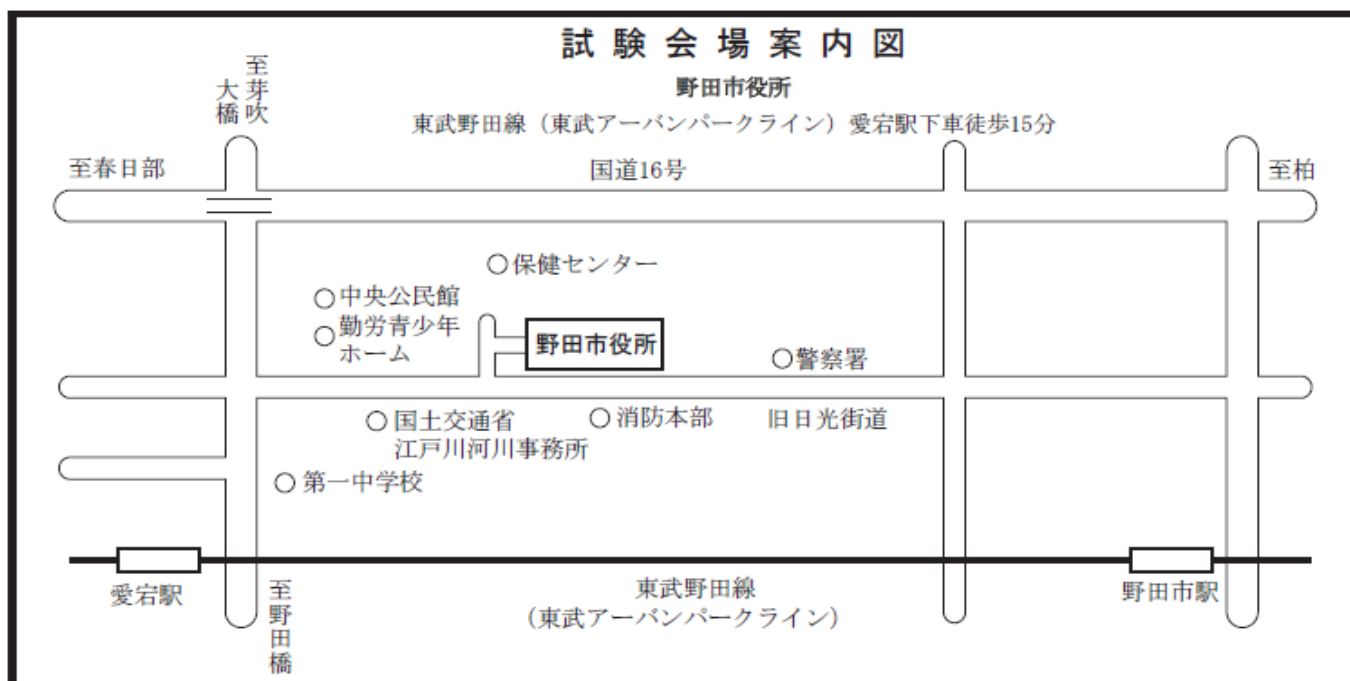 試験会場案内図
野田市役所
東武野田線（東武アーバンパークライン）愛宕駅下車徒歩15分
至芽吹
大橋
至春日部
国道16号
至柏
保健センター
中央公民館
勤労青少年
ホーム
野田市役所
警察署
国土交通省
江戸川河川事務所
消防本部
旧日光街道
第一中学校
愛宕駅
至野田橋
東武野田線
（東武アーバンパークライン）
野田市駅